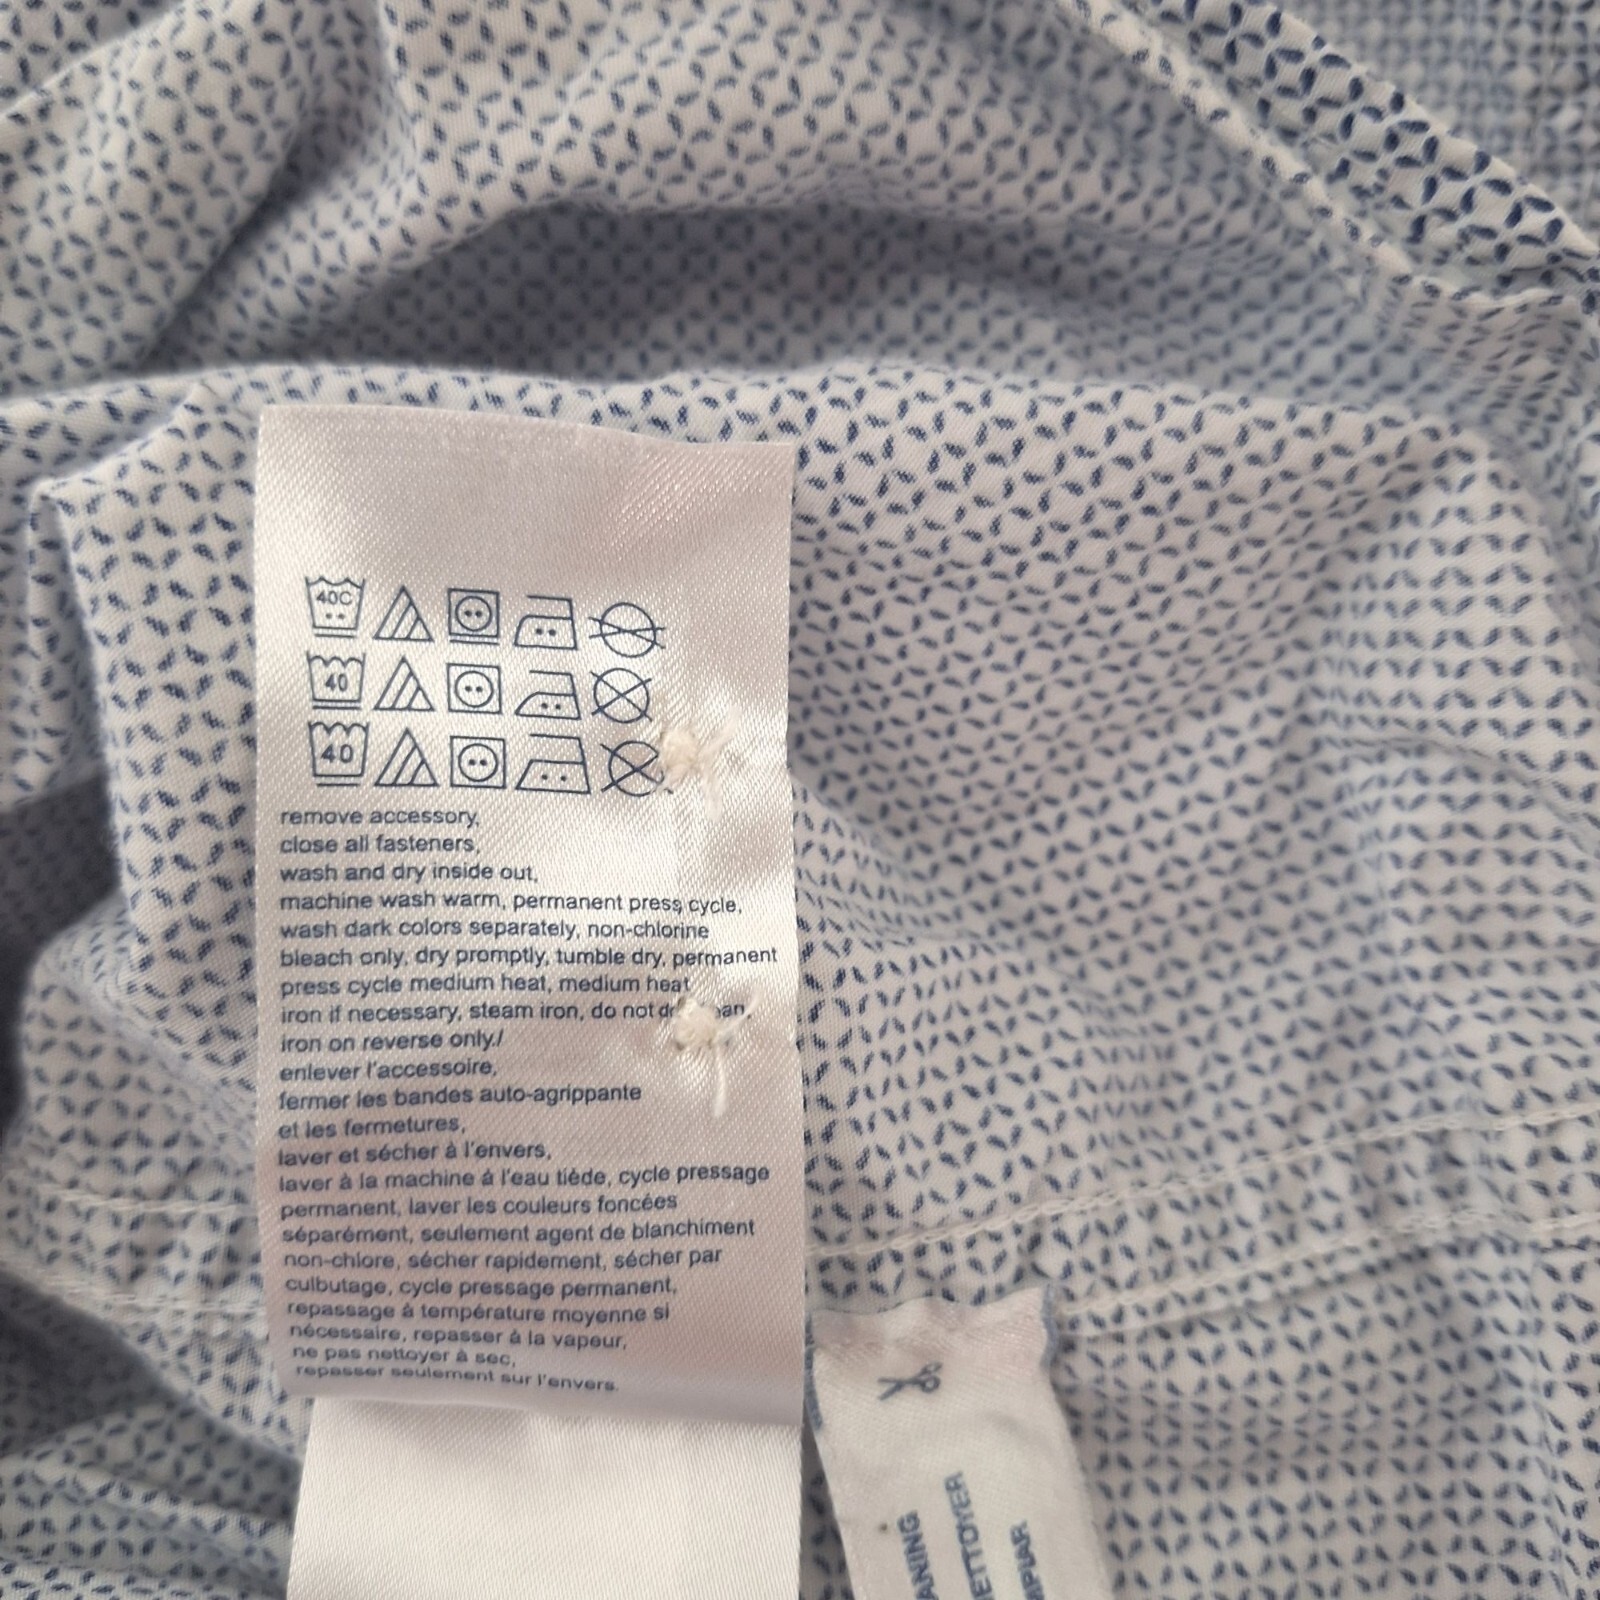 40C
40
40
remove accessory,
close all fasteners,
wash and dry inside out,
machine wash warm, permanent press cycle,
wash dark colors separately, non-chlorine
bleach only, dry promptly, tumble dry, permanent
press cycle medium heat, medium heat
iron if necessary, steam iron, do not
iron on reverse only./
enlever l'accessoire,
fermer les bandes auto-agrippante
et les fermetures,
laver et sécher à l'envers,
laver à la machine á l'eau tiède, cycle pressage
permanent, laver les couleurs foncées
séparément, seulement agent de blanchiment
non-chlore, sécher rapidement, sécher par
culbutage, cycle pressage permanent,
repassage à température moyenne si
nécessaire, repasser à la vapeur,
ne pas nettoyer à sec,
repasser seulement sur l'envers.